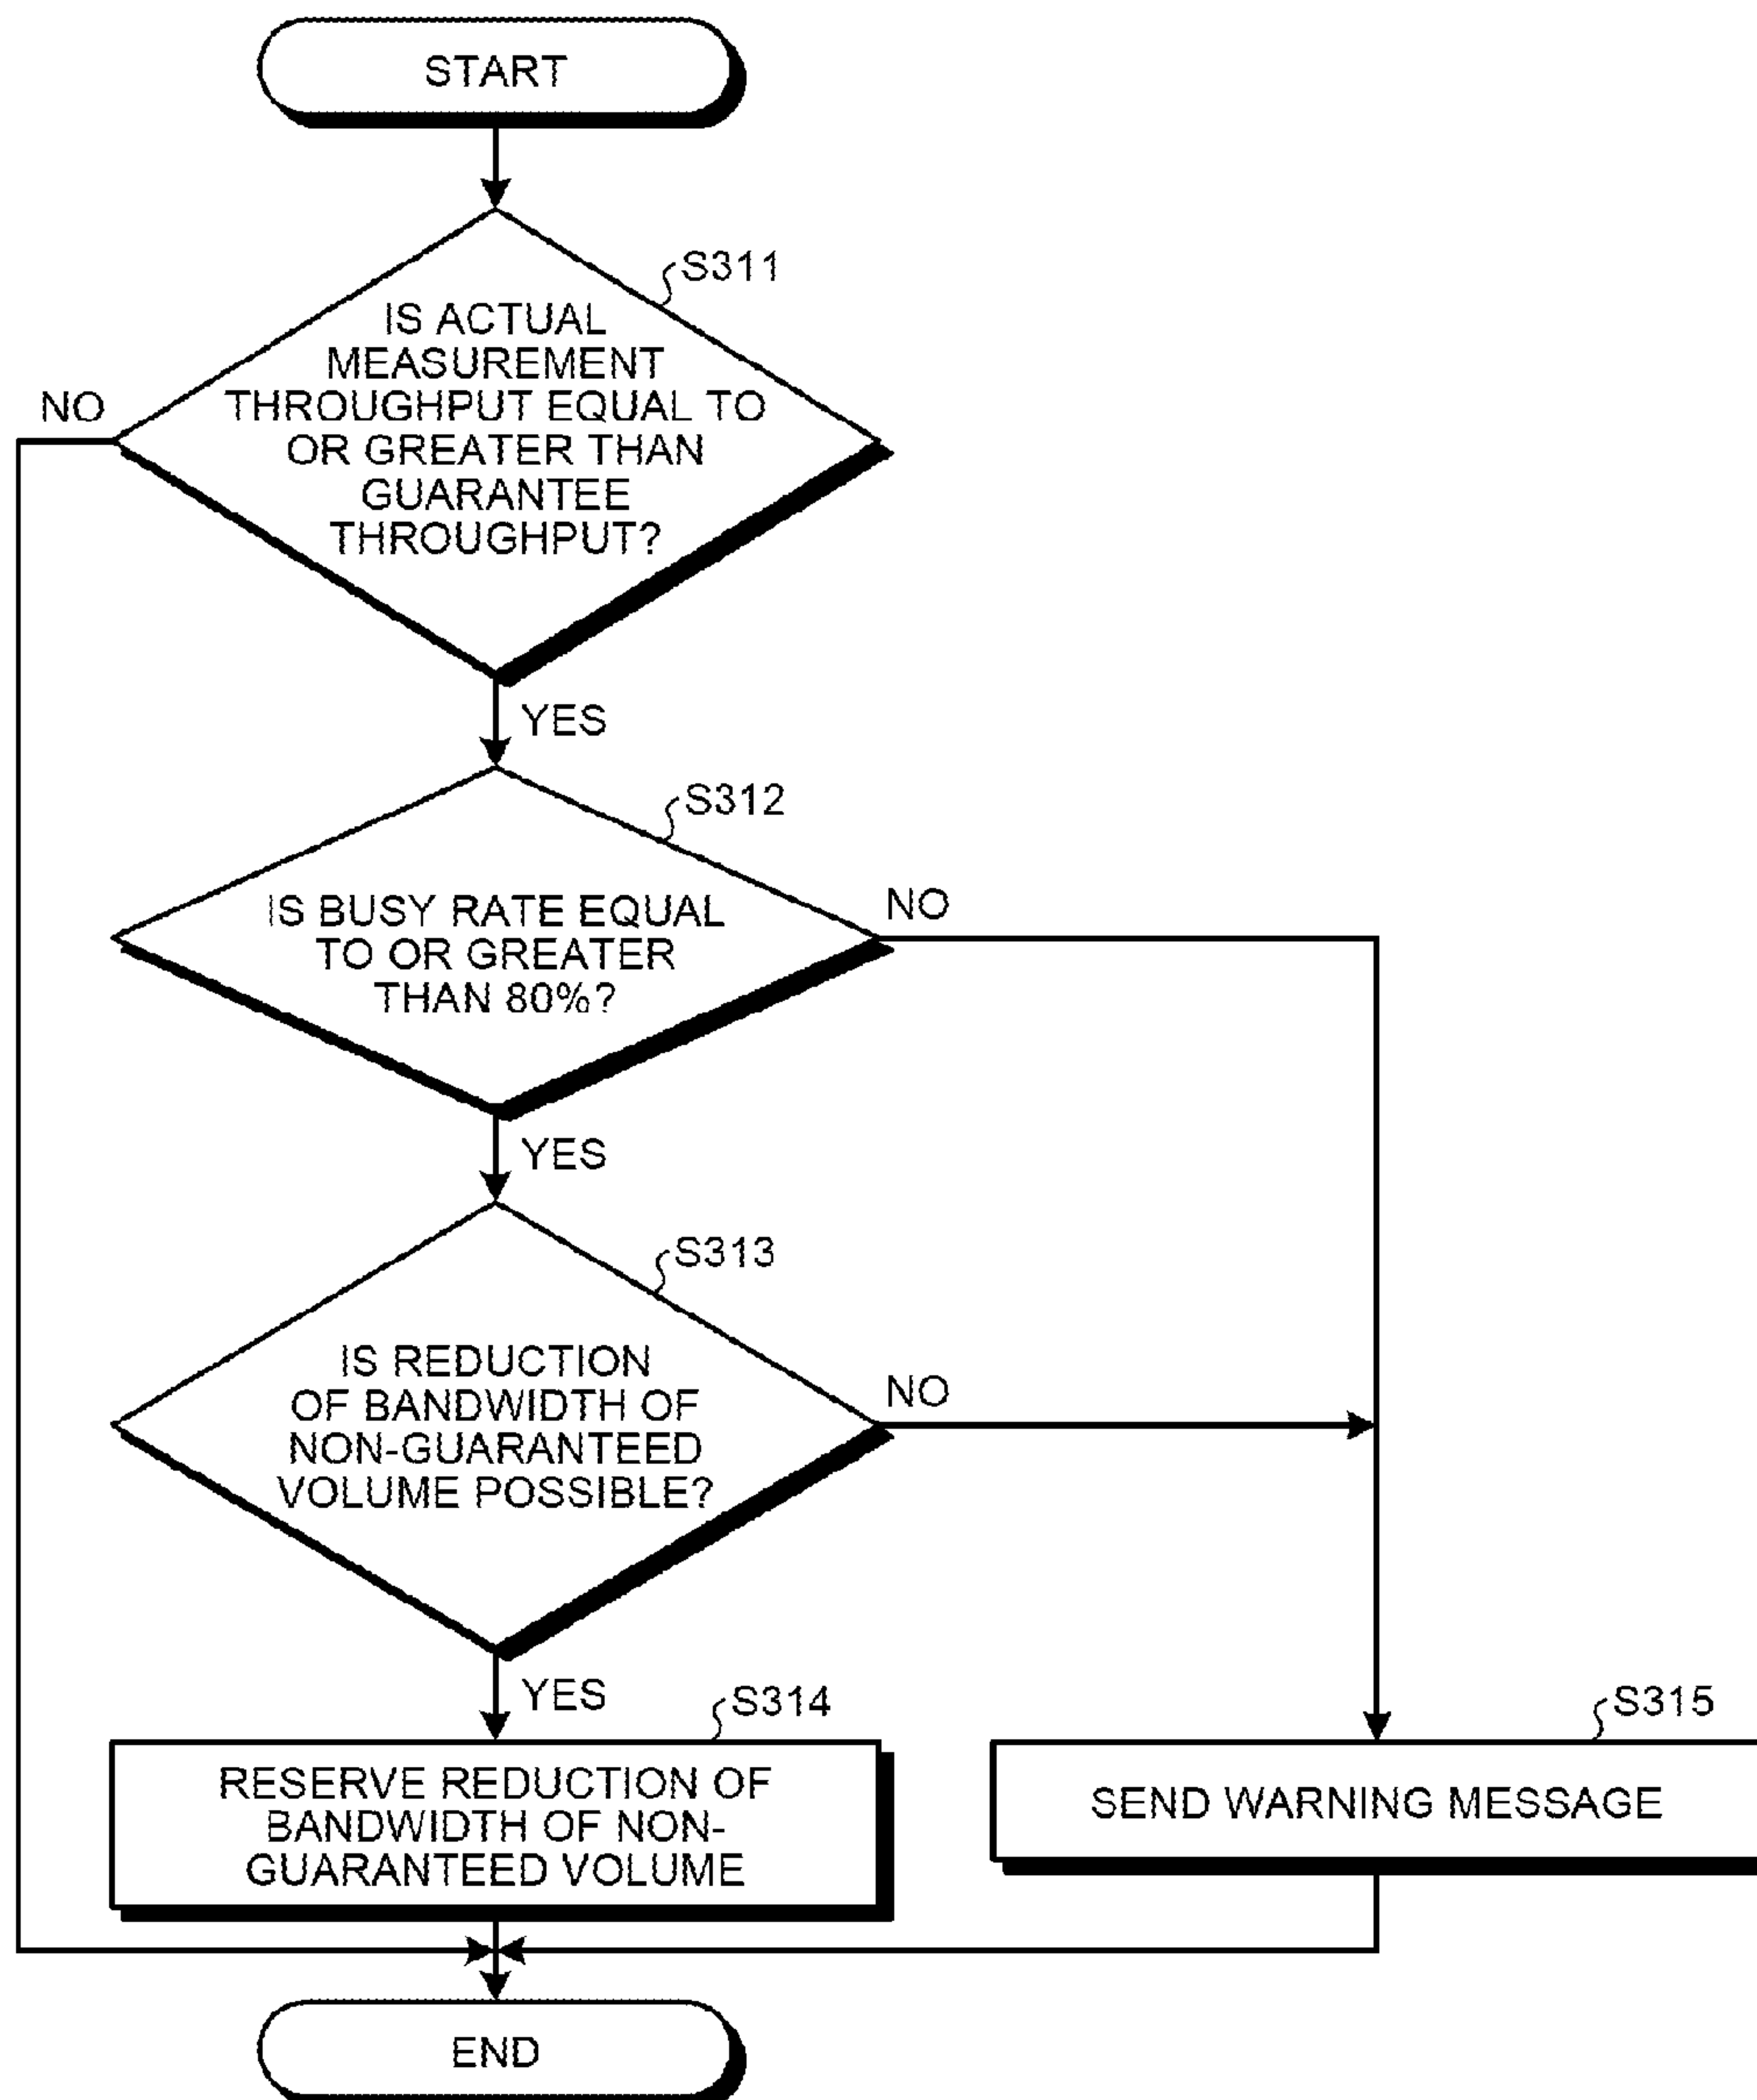 START
S311
IS ACTUAL
MEASUREMENT
THROUGHPUT EQUAL TO
OR GREATER THAN
GUARANTEE
THROUGHPUT?
NO
YES
S312
IS BUSY RATE EQUAL
TO OR GREATER
THAN 80%?
NO
YES
S313
IS REDUCTION
OF BANDWIDTH OF
NON-GUARANTEED
VOLUME POSSIBLE?
NO
YES
S314
RESERVE REDUCTION OF
BANDWIDTH OF NON-
GUARANTEED VOLUME
S315
SEND WARNING MESSAGE
END